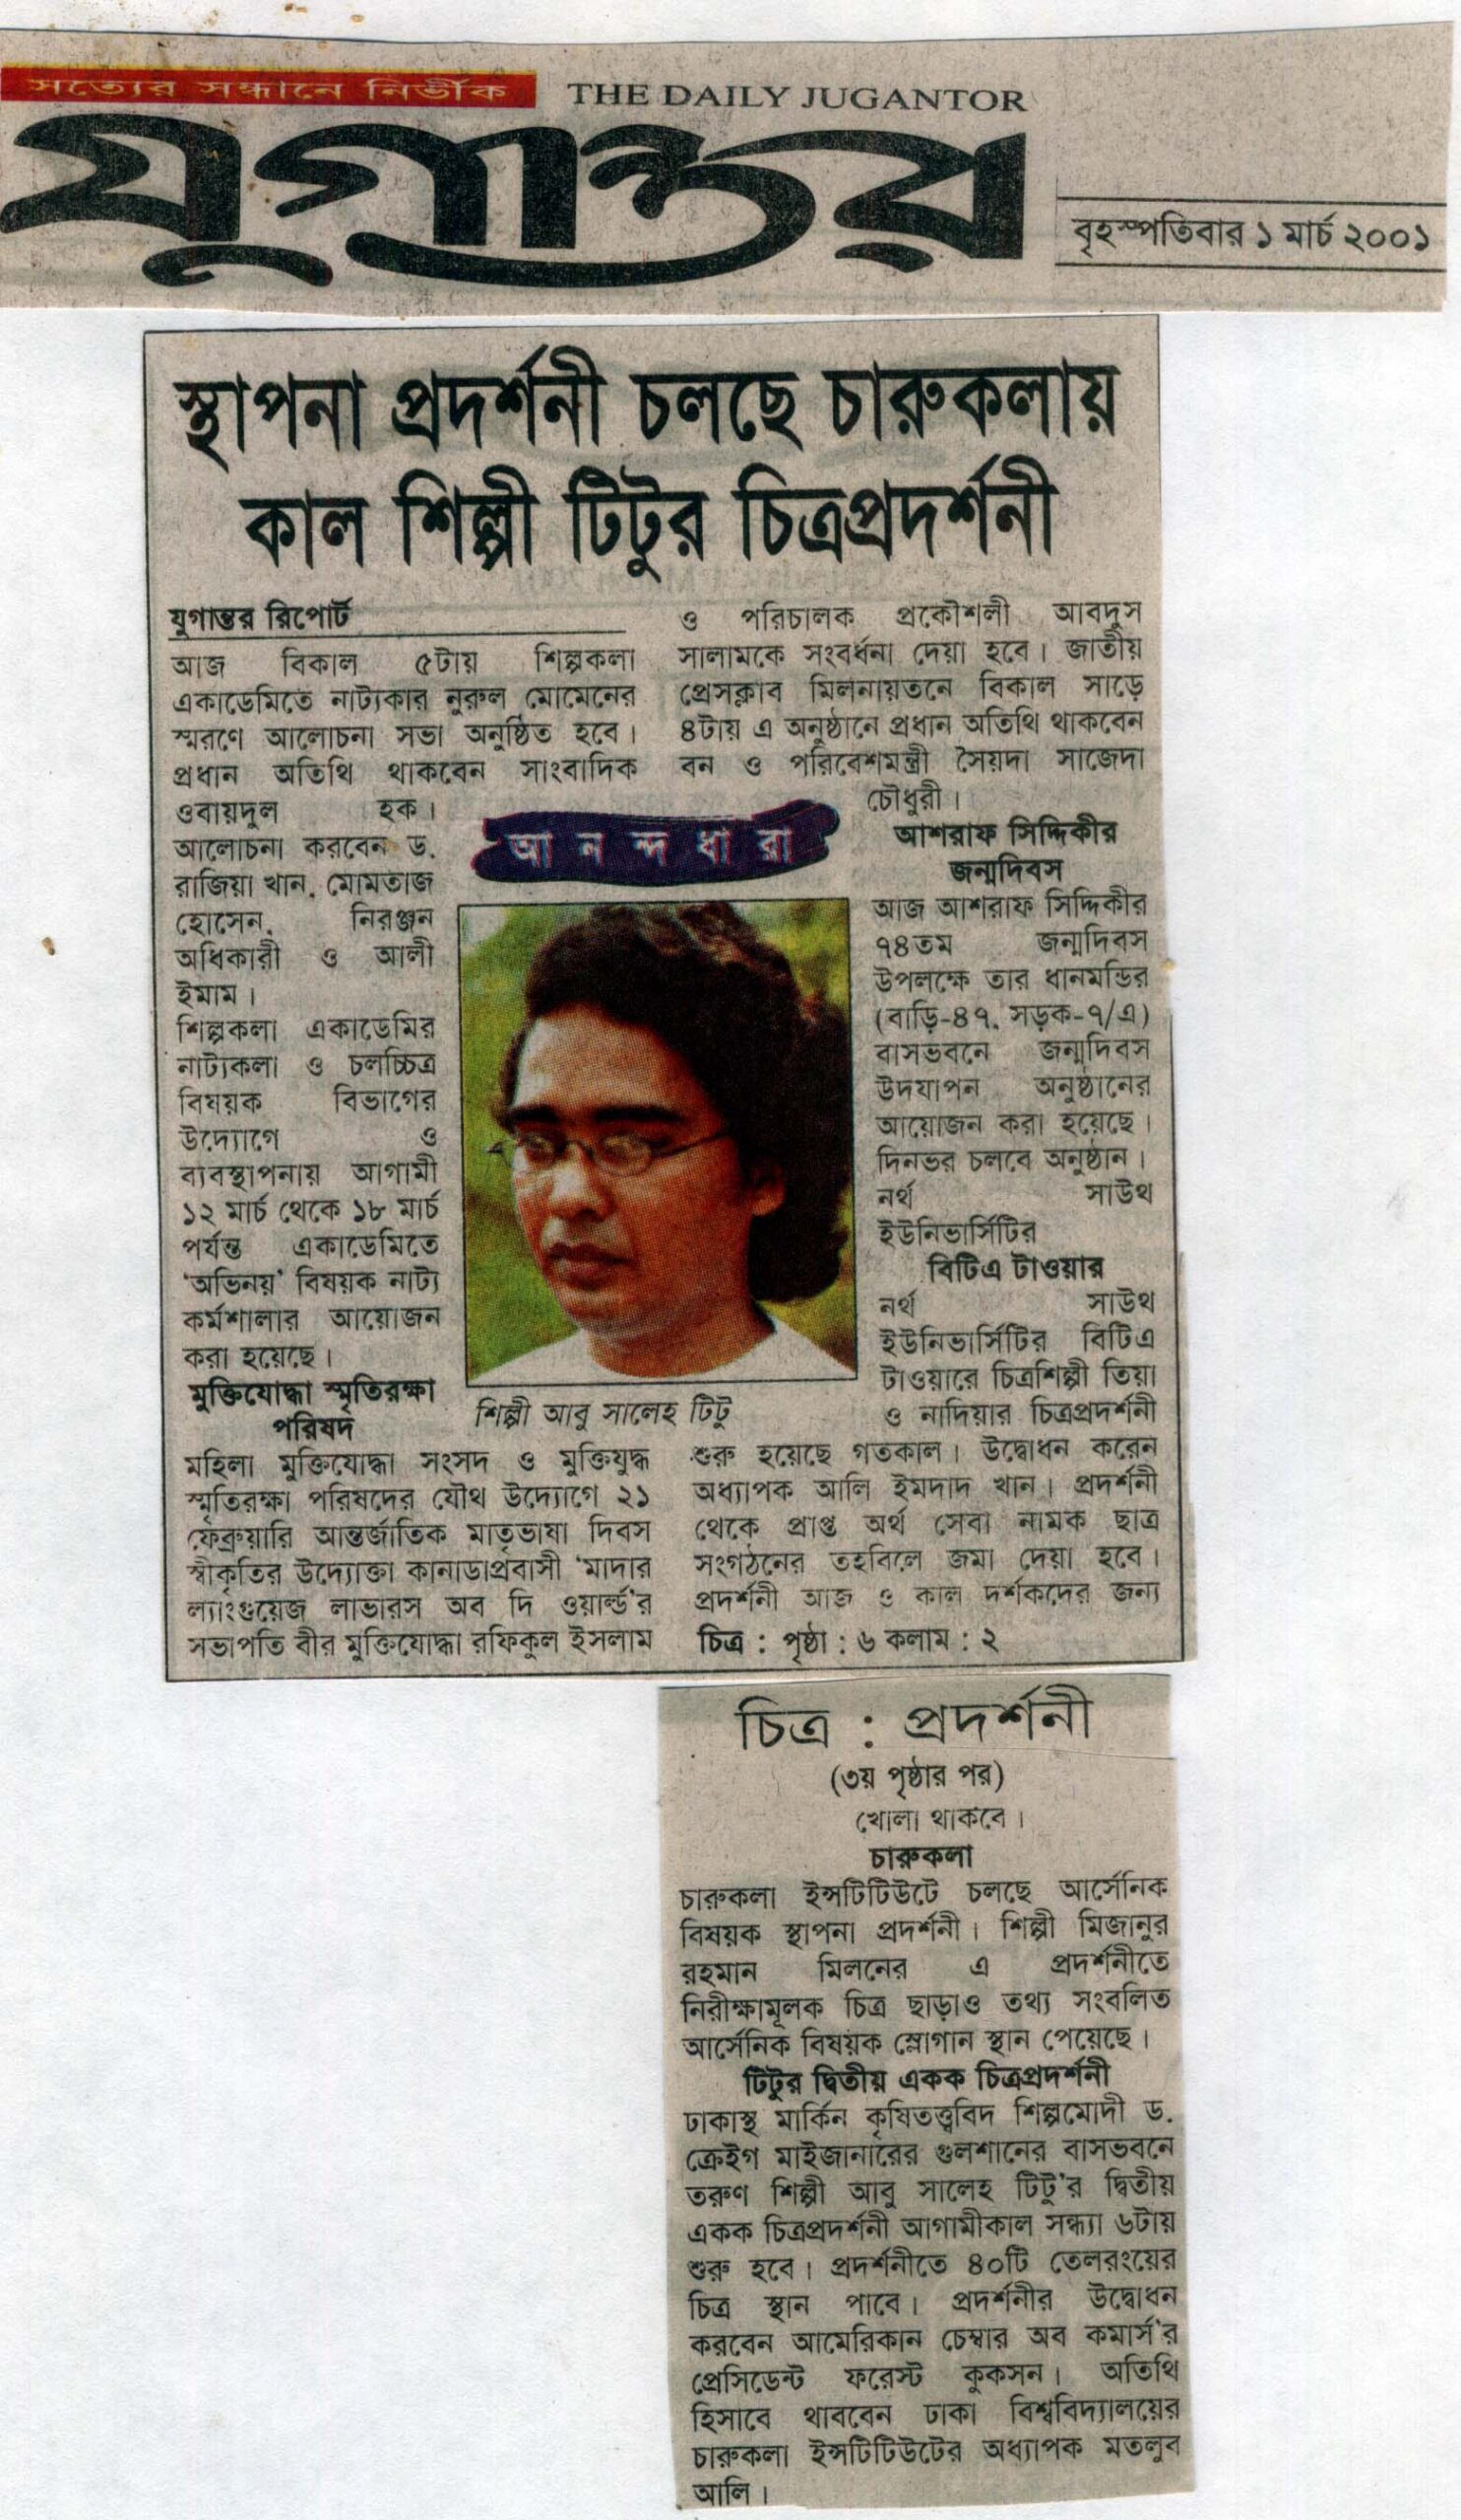 সত্যের সন্ধানে নির্ভীক
THE DAILY JUGANTOR
যুগান্তর
বৃহস্পতিবার ১ মার্চ ২০০১
স্থাপনা প্রদর্শনী চলছে চারুকলায়
কাল শিল্পী টিটুর চিত্রপ্রদর্শনী
যুগান্তর রিপোর্ট
আজ বিকাল ৫টায় শিল্পকলা
একাডেমিতে নাট্যকার নুরুল মোমেনের
স্মরণে আলোচনা সভা অনুষ্ঠিত হবে।
প্রধান অতিথি থাকবেন সাংবাদিক
ওবায়দুল হক।
আলোচনা করবেন ড.
রাজিয়া খান, মোমতাজ
হোসেন, নিরঞ্জন
অধিকারী ও আলী
ইমাম।
শিল্পকলা একাডেমির
নাট্যকলা ও চলচ্চিত্র
বিষয়ক বিভাগের
উদ্যোগে ও
ব্যবস্থাপনায় আগামী
১২ মার্চ থেকে ১৮ মার্চ
পর্যন্ত একাডেমিতে
‘অভিনয়’ বিষয়ক নাট্য
কর্মশালার আয়োজন
করা হয়েছে।
মুক্তিযোদ্ধা স্মৃতিরক্ষা
পরিষদ
মহিলা মুক্তিযোদ্ধা সংসদ ও মুক্তিযুদ্ধ
স্মৃতিরক্ষা পরিষদের যৌথ উদ্যোগে ২১
ফেব্রুয়ারি আন্তর্জাতিক মাতৃভাষা দিবস
স্বীকৃতির উদ্যোক্তা কানাডাপ্রবাসী ‘মাদার
ল্যাংগুয়েজ লাভারস অব দি ওয়ার্ল্ড’র
সভাপতি বীর মুক্তিযোদ্ধা রফিকুল ইসলাম
আনন্দধারা
শিল্পী আবু সালেহ টিটু
ও পরিচালক প্রকৌশলী আবদুস
সালামকে সংবর্ধনা দেয়া হবে। জাতীয়
প্রেসক্লাব মিলনায়তনে বিকাল সাড়ে
৪টায় এ অনুষ্ঠানে প্রধান অতিথি থাকবেন
বন ও পরিবেশমন্ত্রী সৈয়দা সাজেদা
চৌধুরী।
আশরাফ সিদ্দিকীর
জন্মদিবস
আজ আশরাফ সিদ্দিকীর
৭৪তম জন্মদিবস
উপলক্ষে তার ধানমন্ডির
(বাড়ি-৪৭, সড়ক-৭/এ)
বাসভবনে জন্মদিবস
উদযাপন অনুষ্ঠানের
আয়োজন করা হয়েছে।
দিনভর চলবে অনুষ্ঠান।
নর্থ সাউথ
ইউনিভার্সিটির
বিটিএ টাওয়ার
নর্থ সাউথ
ইউনিভার্সিটির বিটিএ
টাওয়ারে চিত্রশিল্পী তিয়া
ও নাদিয়ার চিত্রপ্রদর্শনী
শুরু হয়েছে গতকাল। উদ্বোধন করেন
অধ্যাপক আলি ইমদাদ খান। প্রদর্শনী
থেকে প্রাপ্ত অর্থ সেবা নামক ছাত্র
সংগঠনের তহবিলে জমা দেয়া হবে।
প্রদর্শনী আজ ও কাল দর্শকদের জন্য
চিত্র : পৃষ্ঠা : ৬ কলাম : ২
চিত্র : প্রদর্শনী
(৩য় পৃষ্ঠার পর)
খোলা থাকবে।
চারুকলা
চারুকলা ইন্সটিটিউটে চলছে আর্সেনিক
বিষয়ক স্থাপনা প্রদর্শনী। শিল্পী মিজানুর
রহমান মিলনের এ প্রদর্শনীতে
নিরীক্ষামূলক চিত্র ছাড়াও তথ্য সংবলিত
আর্সেনিক বিষয়ক স্লোগান স্থান পেয়েছে।
টিটুর দ্বিতীয় একক চিত্রপ্রদর্শনী
ঢাকাস্থ মার্কিন কৃষিতত্ত্ববিদ শিল্পমোদী ড.
ক্রেইগ মাইজানারের গুলশানের বাসভবনে
তরুণ শিল্পী আবু সালেহ টিটু’র দ্বিতীয়
একক চিত্রপ্রদর্শনী আগামীকাল সন্ধ্যা ৬টায়
শুরু হবে। প্রদর্শনীতে ৪০টি তেলরংয়ের
চিত্র স্থান পাবে। প্রদর্শনীর উদ্বোধন
করবেন আমেরিকান চেম্বার অব কমার্স’র
প্রেসিডেন্ট ফরেস্ট কুকসন। অতিথি
হিসাবে থাববেন ঢাকা বিশ্ববিদ্যালয়ের
চারুকলা ইন্সটিটিউটের অধ্যাপক মতলুব
আলি।